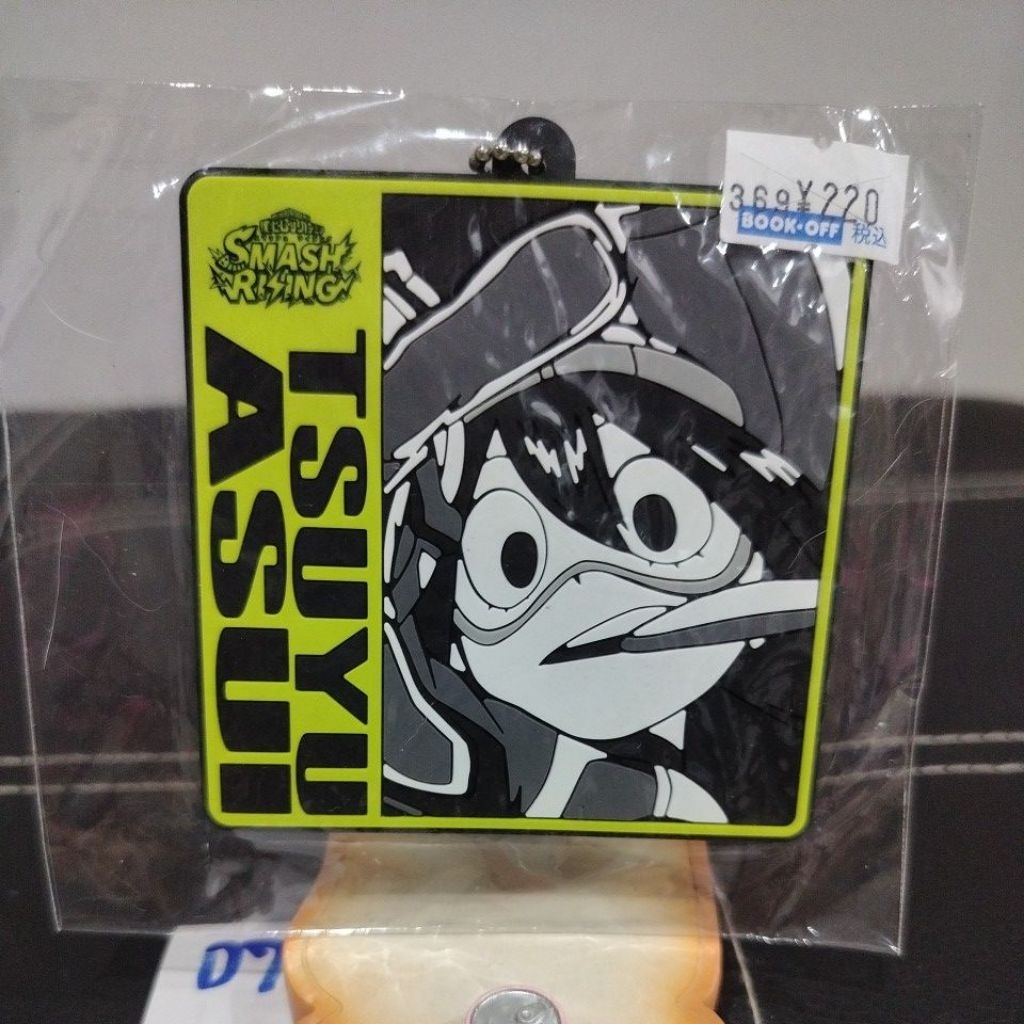 369¥220
BOOK·OFF 税込
SMASH
RISING
TSUYU
ASUI